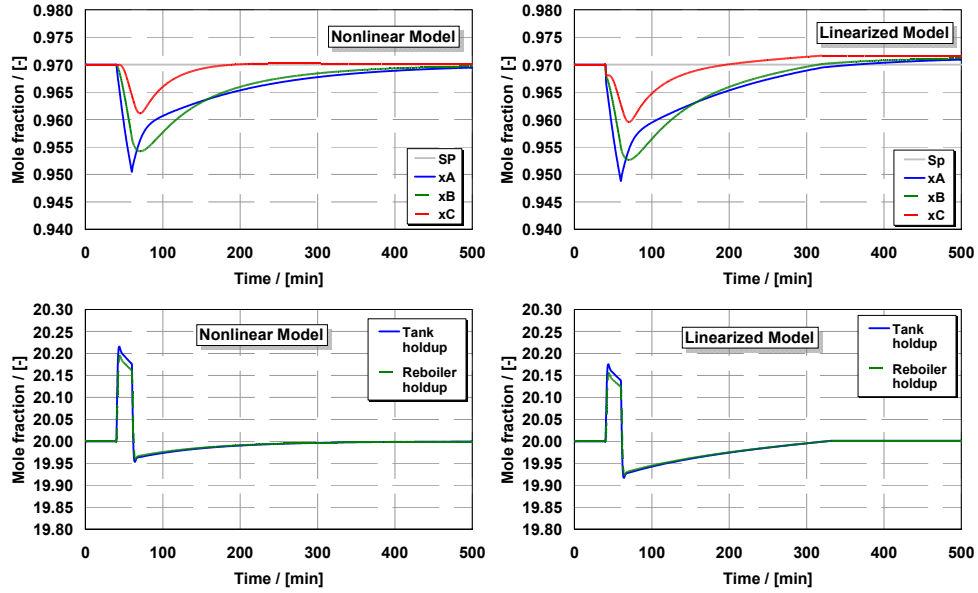 Mole fraction / [-]
0.980
0.975
0.970
0.965
0.960
0.955
0.950
0.945
0.940
Nonlinear Model
SP
xA
xB
xC
0 100 200 300 400 500
Time / [min]
Mole fraction / [-]
0.980
0.975
0.970
0.965
0.960
0.955
0.950
0.945
0.940
Linearized Model
Sp
xA
xB
xC
0 100 200 300 400 500
Time / [min]
Mole fraction / [-]
20.30
20.25
20.20
20.15
20.10
20.05
20.00
19.95
19.90
19.85
19.80
Nonlinear Model
Tank
holdup
Reboiler
holdup
0 100 200 300 400 500
Time / [min]
Mole fraction / [-]
20.30
20.25
20.20
20.15
20.10
20.05
20.00
19.95
19.90
19.85
19.80
Linearized Model
Tank
holdup
Reboiler
holdup
0 100 200 300 400 500
Time / [min]